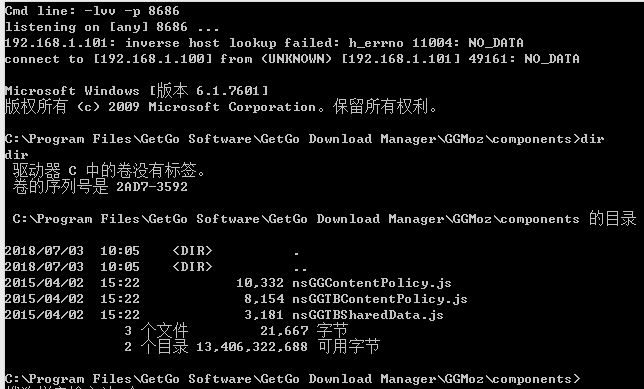 Cmd line: -lvv -p 8686
listening on [any] 8686 ...
192.168.1.101: inverse host lookup failed: h_errno 11004: NO_DATA
connect to [192.168.1.100] from (UNKNOWN) [192.168.1.101] 49161: NO_DATA
Microsoft Windows [版本 6.1.7601]
版权所有 (c) 2009 Microsoft Corporation。保留所有权利。
C:\Program Files\GetGo Software\GetGo Download Manager\GGMoz\components>dir
dir
驱动器 C 中的卷没有标签。
卷的序列号是 2AD7-3592
C:\Program Files\GetGo Software\GetGo Download Manager\GGMoz\components 的目录
2018/07/03 10:05 <DIR> .
2018/07/03 10:05 <DIR> ..
2015/04/02 15:22 10,332 nsGGContentPolicy.js
2015/04/02 15:22 8,154 nsGGTBContentPolicy.js
2015/04/02 15:22 3,181 nsGGTBSharedData.js
3 个文件 21,667 字节
2 个目录 13,406,322,688 可用字节
C:\Program Files\GetGo Software\GetGo Download Manager\GGMoz\components>